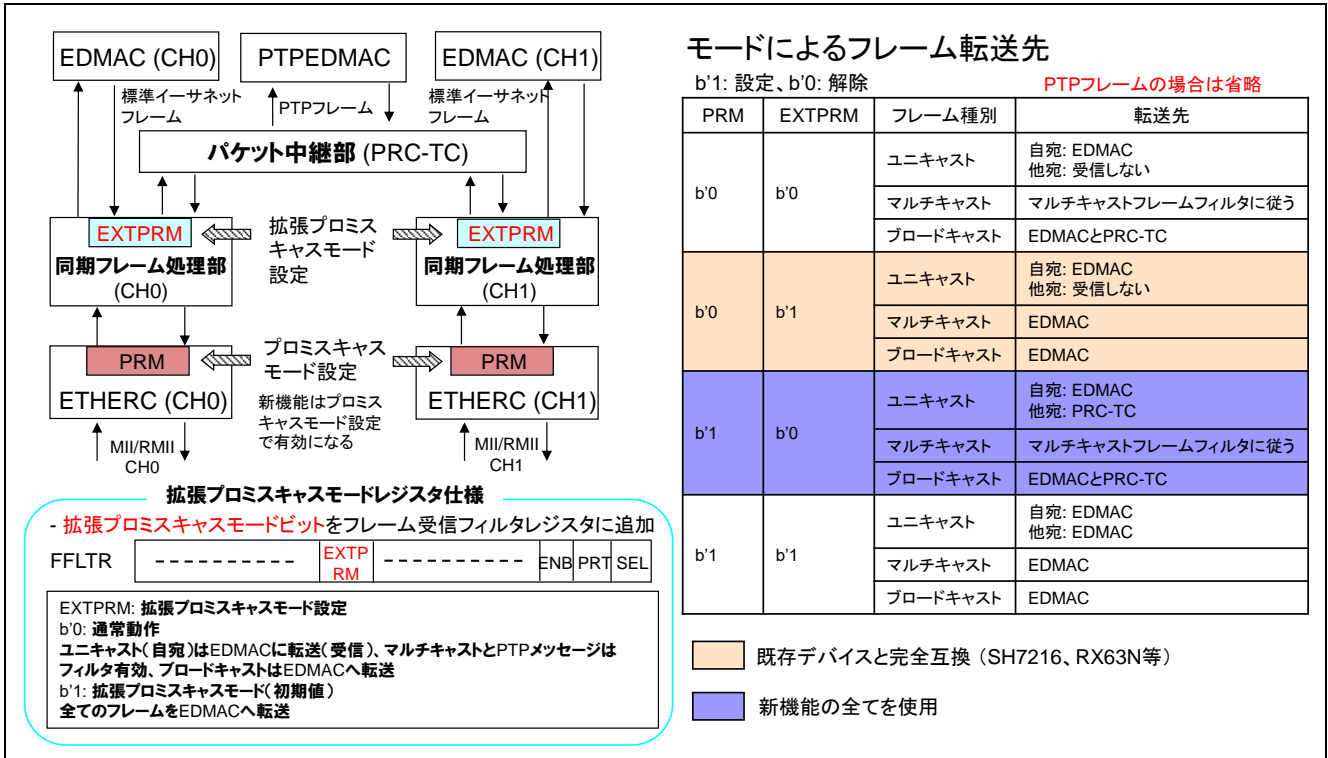 EDMAC (CH0)
PTPEDMAC
EDMAC (CH1)
標準イーサネット
フレーム
PTPフレーム
標準イーサネット
フレーム
パケット中継部 (PRC-TC)
EXTPRM
同期フレーム処理部
(CH0)
拡張プロミス
キャスモード
設定
EXTPRM
同期フレーム処理部
(CH1)
PRM
ETHERC (CH0)
プロミスキャス
モード設定
新機能はプロミス
キャスモード設定
で有効になる
PRM
ETHERC (CH1)
MII/RMII
CH0
MII/RMII
CH1
拡張プロミスキャスモードレジスタ仕様
- 拡張プロミスキャスモードビットをフレーム受信フィルタレジスタに追加
FFLTR ---------- EXTP ---------- ENB PRT SEL
RM
EXTPRM: 拡張プロミスキャスモード設定
b'0: 通常動作
ユニキャスト(自宛)はEDMACに転送(受信)、マルチキャストとPTPメッセージは
フィルタ有効、ブロードキャストはEDMACへ転送
b'1: 拡張プロミスキャスモード(初期値)
全てのフレームをEDMACへ転送
モードによるフレーム転送先
b'1: 設定、b'0: 解除 PTPフレームの場合は省略
PRM EXTPRM フレーム種別 転送先
b'0 b'0 ユニキャスト 自宛: EDMAC
他宛: 受信しない
マルチキャスト マルチキャストフレームフィルタに従う
ブロードキャスト EDMACとPRC-TC
b'0 b'1 ユニキャスト 自宛: EDMAC
他宛: 受信しない
マルチキャスト EDMAC
ブロードキャスト EDMAC
b'1 b'0 ユニキャスト 自宛: EDMAC
他宛: PRC-TC
マルチキャスト マルチキャストフレームフィルタに従う
ブロードキャスト EDMACとPRC-TC
b'1 b'1 ユニキャスト 自宛: EDMAC
他宛: EDMAC
マルチキャスト EDMAC
ブロードキャスト EDMAC
既存デバイスと完全互換 (SH7216、RX63N等)
新機能の全てを使用